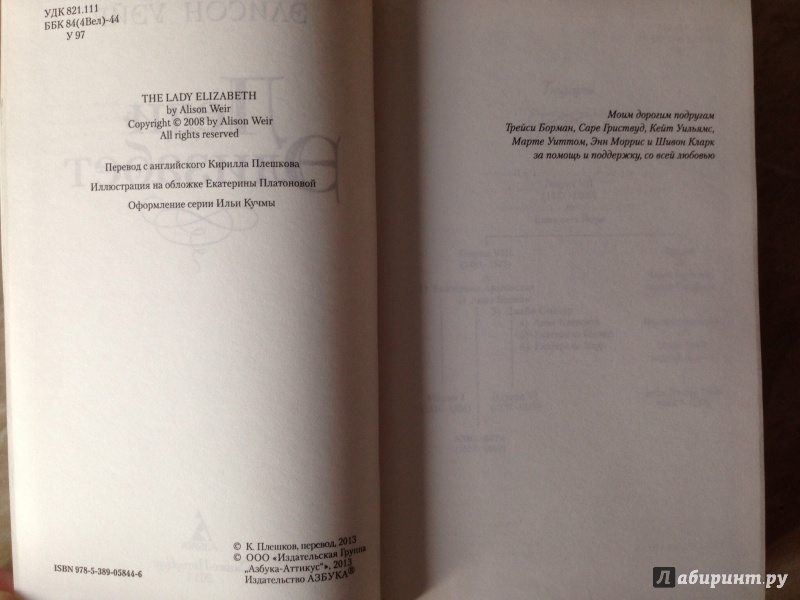 УДК 821.111
ББК 84(4Вел)-44
У 97
THE LADY ELIZABETH
by Alison Weir
Copyright © 2008 by Alison Weir
All rights reserved
Перевод с английского Кирилла Плешкова
Иллюстрация на обложке Екатерины Платоновой
Оформление серии Ильи Кучмы
© К. Плешков, перевод, 2013
© ООО «Издательская Группа
„Азбука-Аттикус“», 2013
Издательство АЗБУКА®
ISBN 978-5-389-05844-6
Моим дорогим подругам
Трейси Борман, Саре Гриствуд, Кейт Уильямс,
Марте Уиттом, Энн Моррис и Шивон Кларк
за помощь и поддержку, со всей любовью
Лабиринт.ру